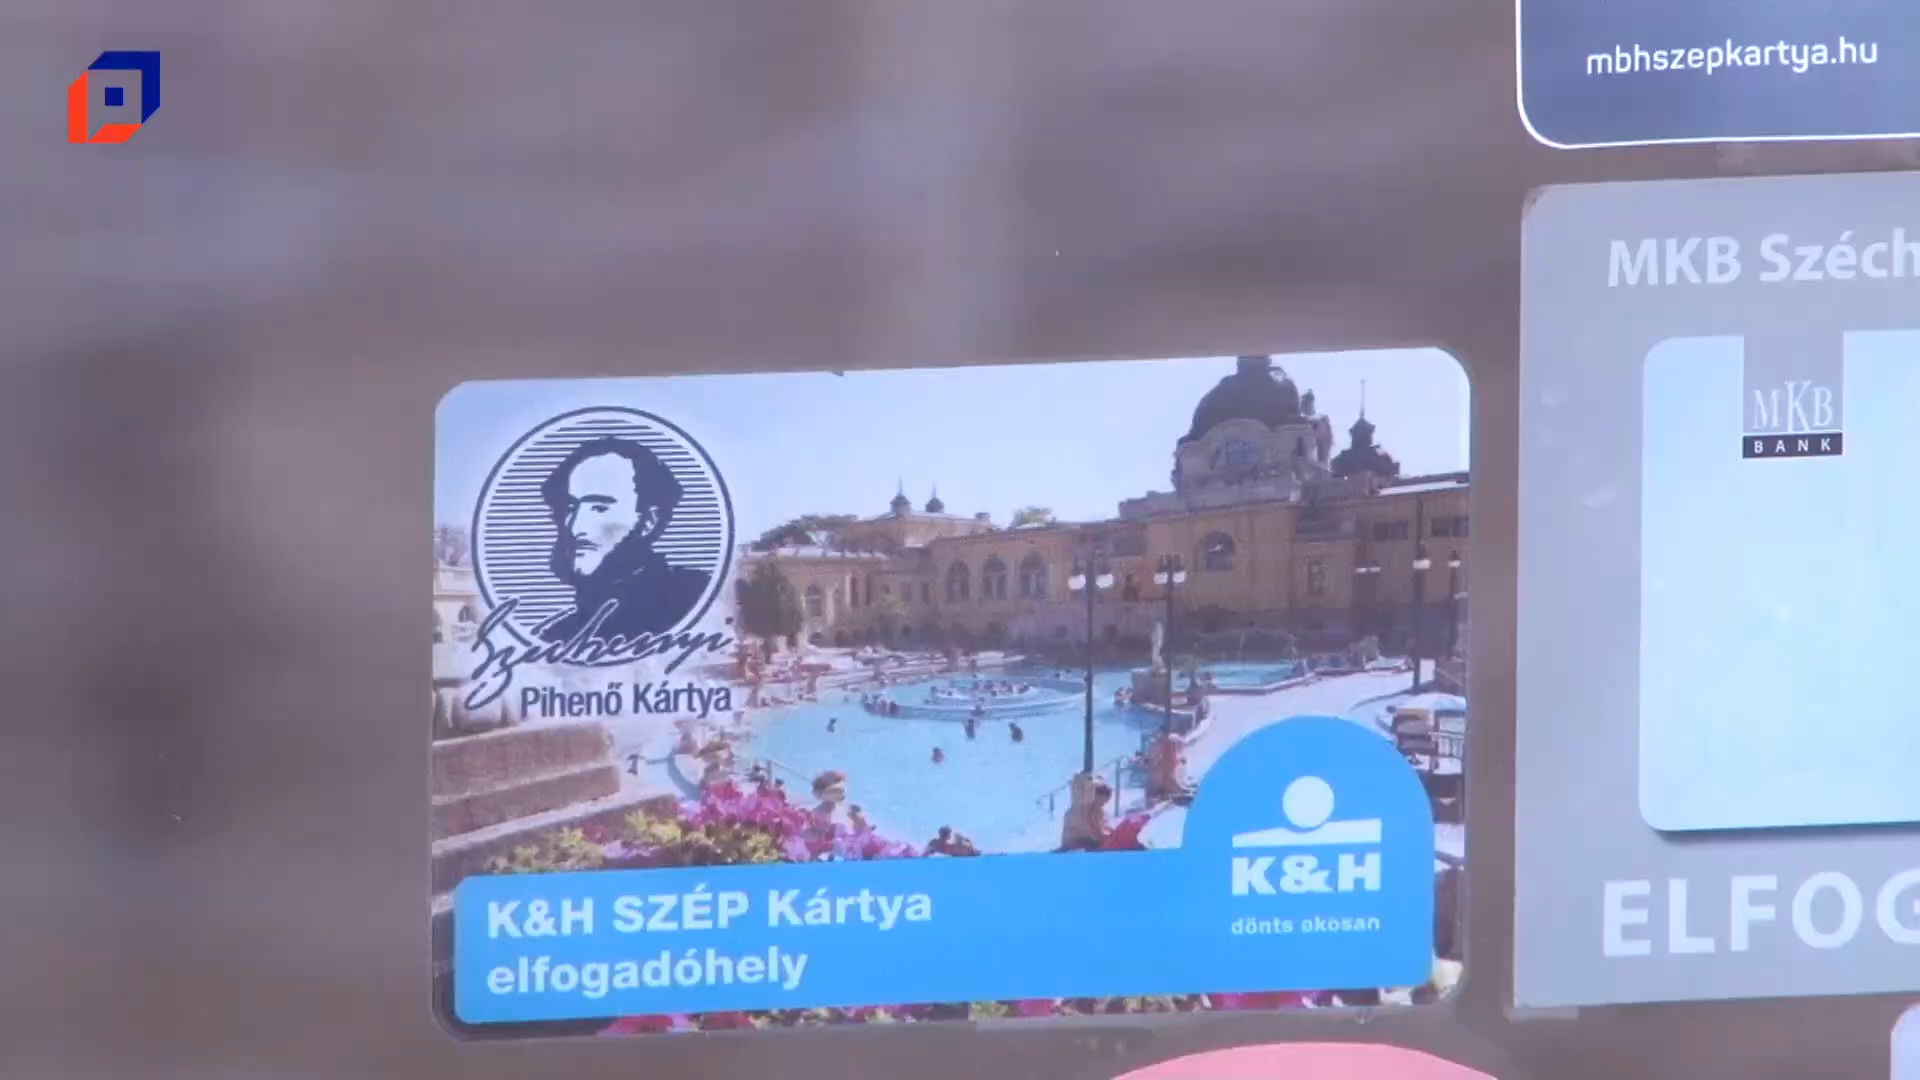 mbhszepkartya.hu
MKB Széch
MKB
BANK
Széchenyi
Pihenő Kártya
K&H
dönts okosan
K&H SZÉP Kártya
elfogadóhely
ELFOG